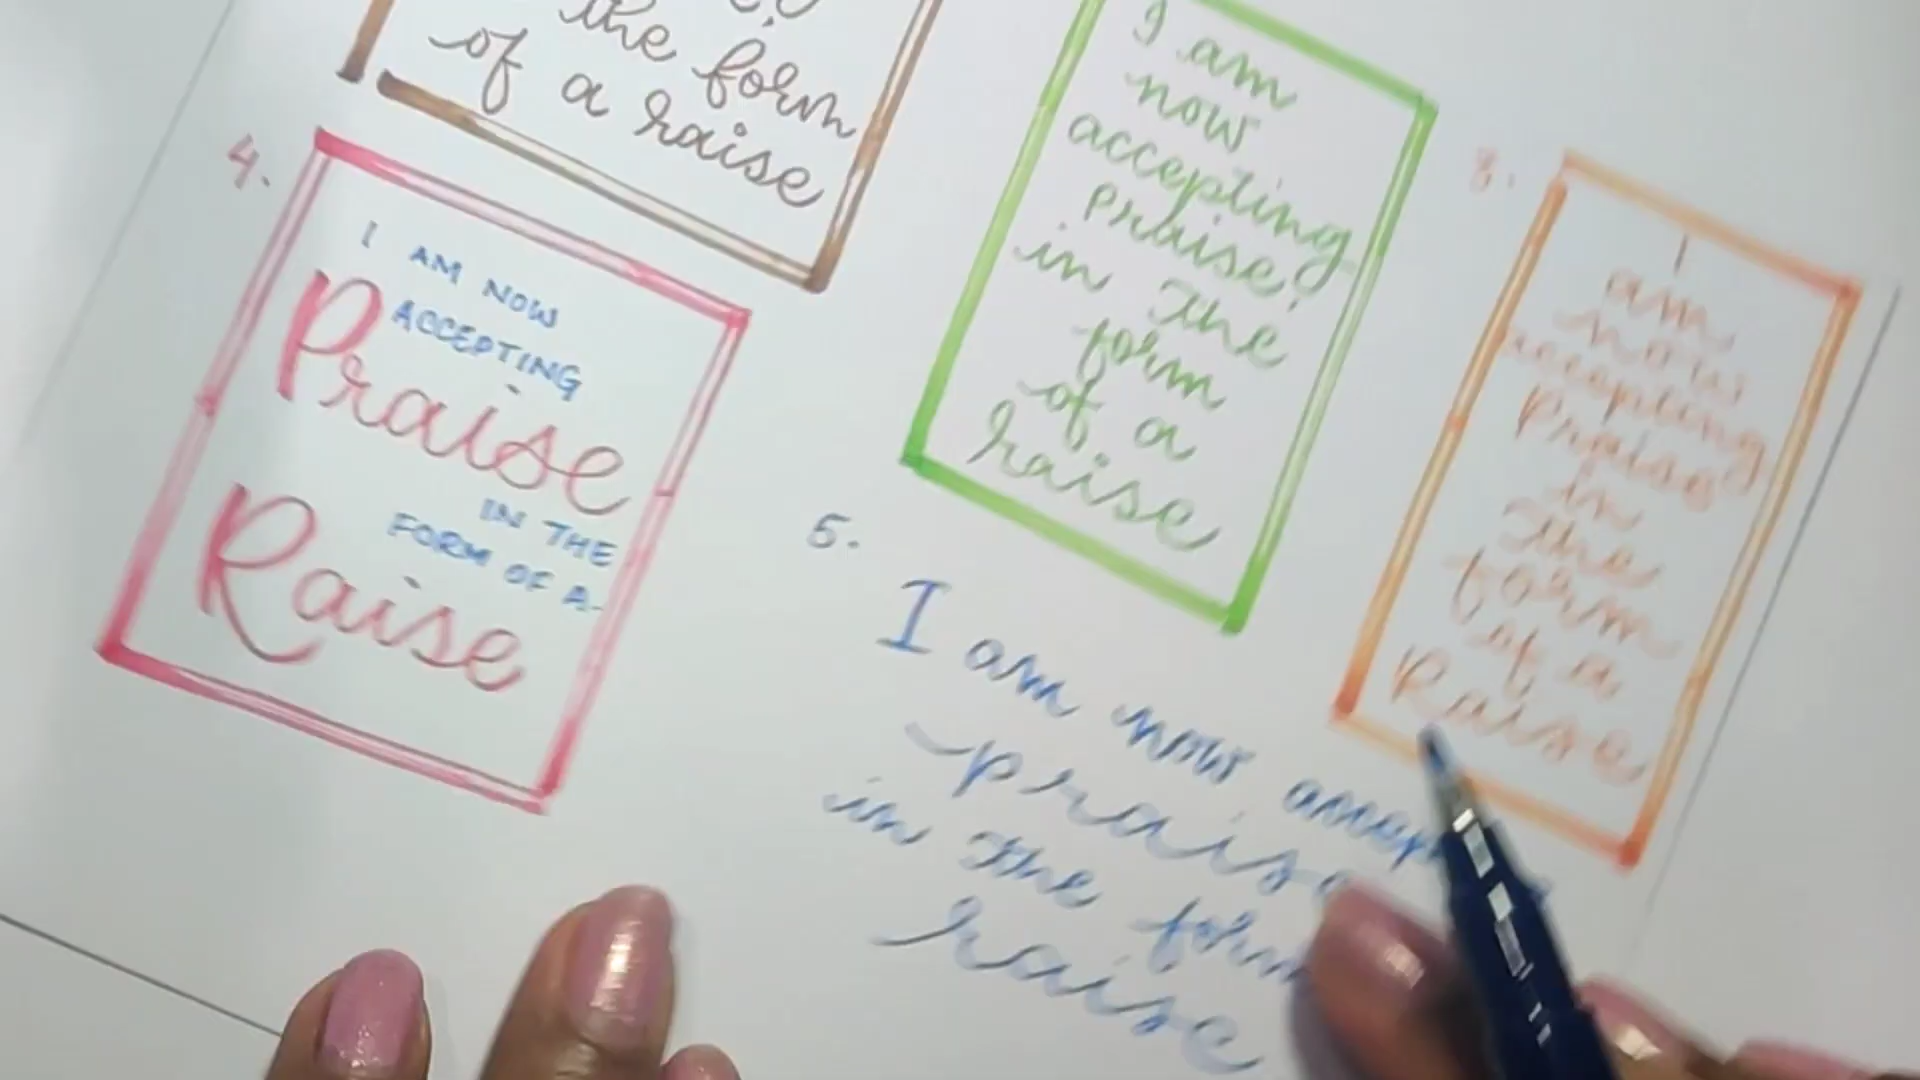 the form
of a raise
I am
now
accepting
praise,
in the
form
of a
raise
3.
I
am
now
accepting
Praise
in
the
form
of a
Raise
4.
I AM NOW
ACCEPTING
Praise
IN THE
FORM OF A-
Raise
5.
I am now
praise
in the form
raise